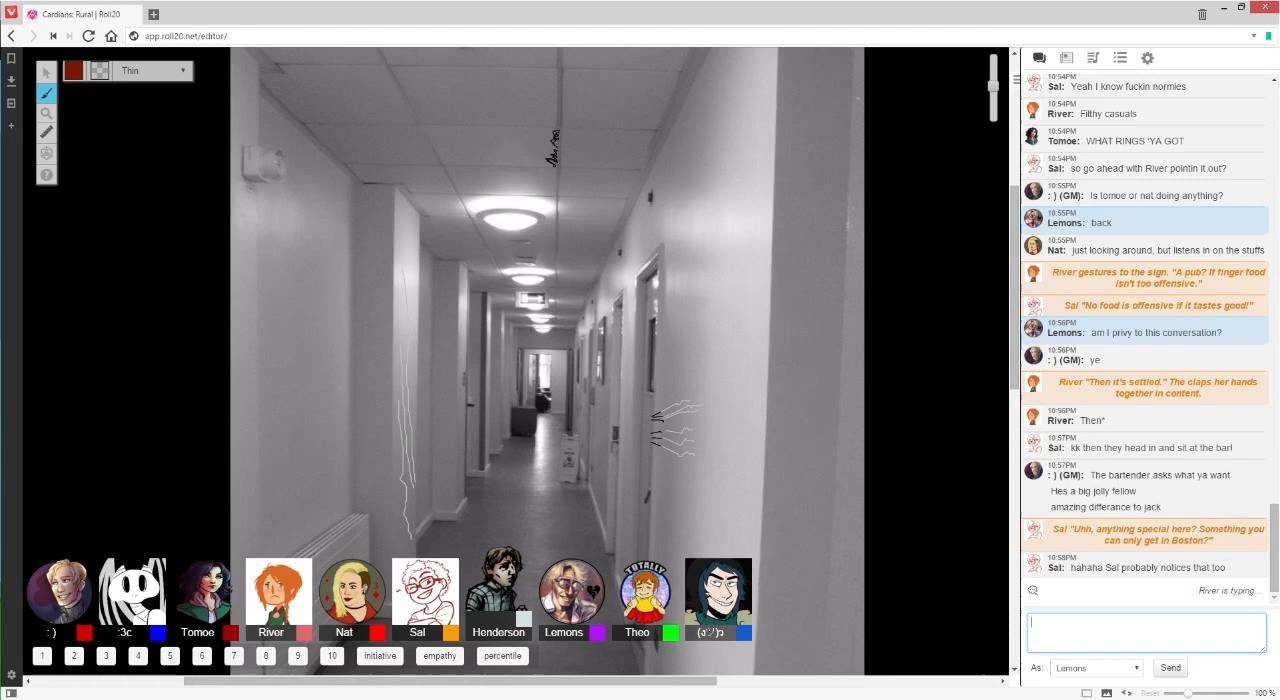 Cardians: Rural | Roll20
app.roll20.net/editor/
Thin
10:54PM
Sal: Yeah I know fuckin normies
10:54PM
River: Filthy casuals
10:54PM
Tomoe: WHAT RINGS 'YA GOT
10:54PM
Sal: so go ahead with River pointin it out?
10:55PM
: ) (GM): Is tomoe or nat doing anything?
10:55PM
Lemons: back
10:55PM
Nat: just looking around, but listens in on the stuffs
River gestures to the sign. "A pub? If finger food
isn't too offensive."
Sal "No food is offensive if it tastes good!"
10:56PM
Lemons: am I privy to this conversation?
10:56PM
: ) (GM): ye
River "Then it's settled." The claps her hands
together in content.
10:56PM
River: Then*
10:57PM
Sal: kk then they head in and sit at the bar!
10:57PM
: ) (GM): The bartender asks what ya want
Hes a big jolly fellow
amazing differance to jack
Sal "Uhh, anything special here? Something you
can only get in Boston?"
10:58PM
Sal: hahaha Sal probably notices that too
River is typing...
TOTALLY
: ) :3c Tomoe River Nat Sal Henderson Lemons Theo
1 2 3 4 5 6 7 8 9 10 initiative empathy percentile
As: Lemons Send
Reset 100 %